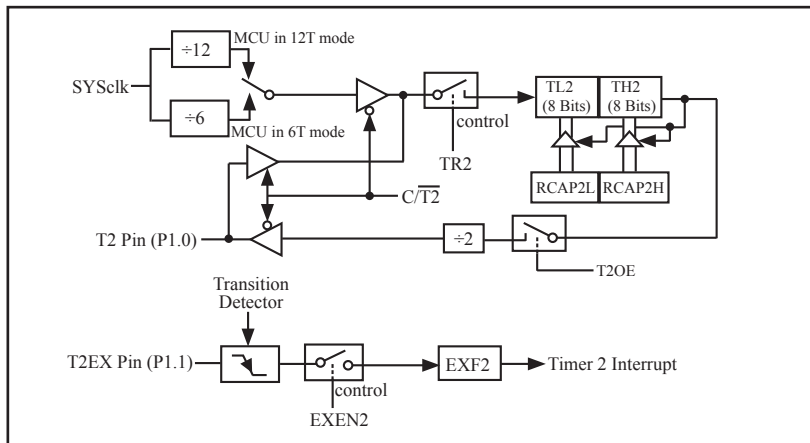 ÷12
MCU in 12T mode
SYSclk
÷6
MCU in 6T mode
control
TR2
TL2
(8 Bits)
TH2
(8 Bits)
RCAP2L
RCAP2H
C/T2
T2 Pin (P1.0)
÷2
T2OE
Transition
Detector
T2EX Pin (P1.1)
control
EXEN2
EXF2
Timer 2 Interrupt